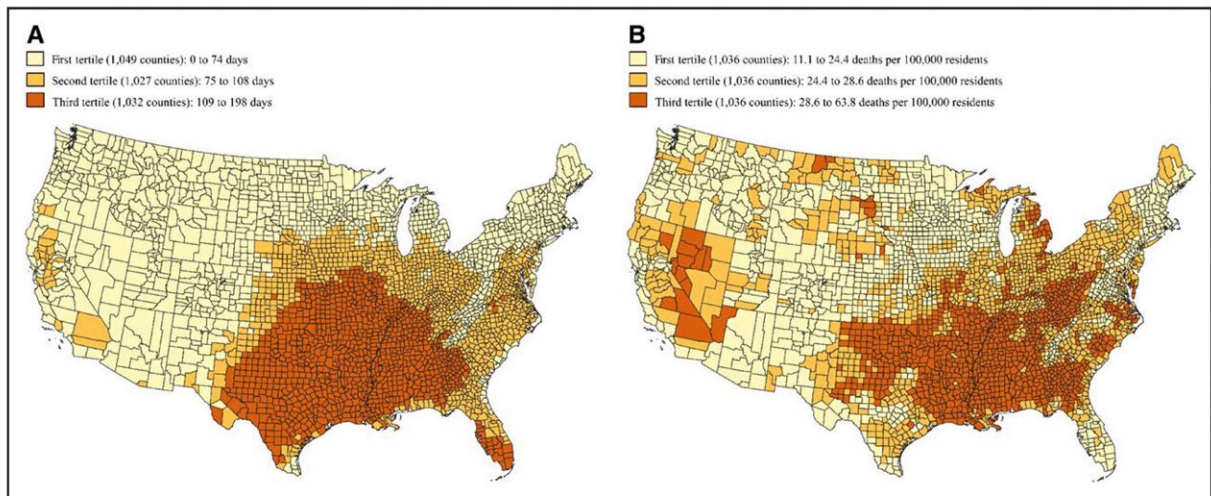 A
First tertile (1,049 counties): 0 to 74 days
Second tertile (1,027 counties): 75 to 108 days
Third tertile (1,032 counties): 109 to 198 days
B
First tertile (1,036 counties): 11.1 to 24.4 deaths per 100,000 residents
Second tertile (1,036 counties): 24.4 to 28.6 deaths per 100,000 residents
Third tertile (1,036 counties): 28.6 to 63.8 deaths per 100,000 residents